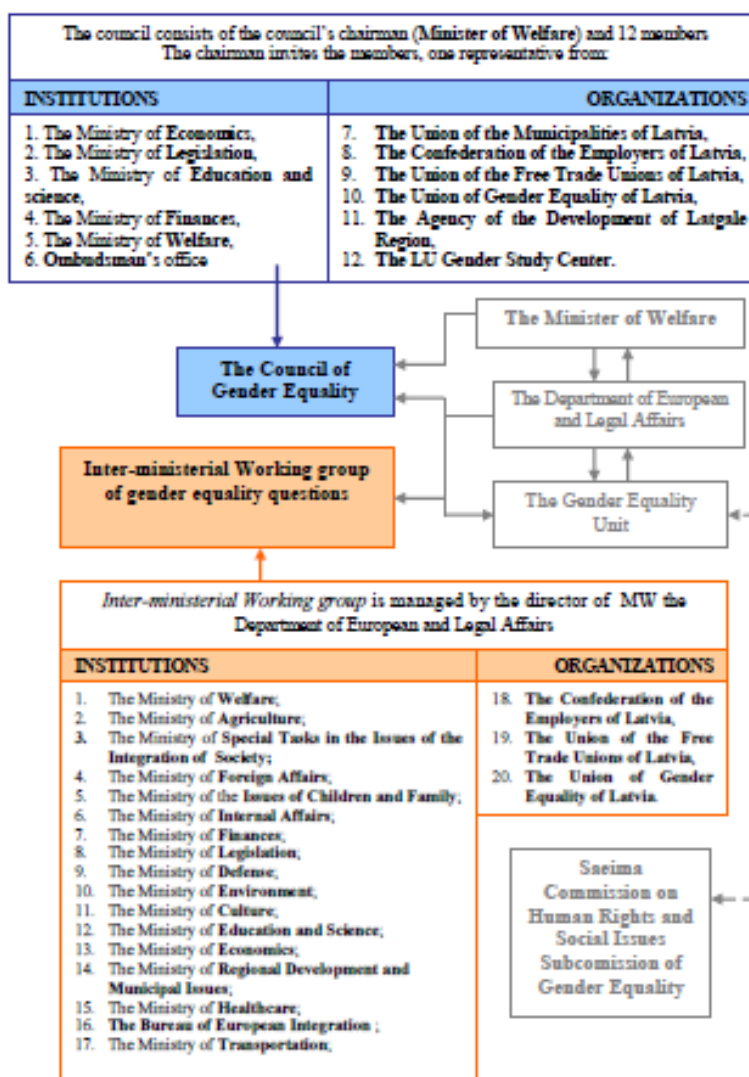 The council consists of the council's chairman (Minister of Welfare) and 12 members
The chairman invites the members, one representative from:
INSTITUTIONS
1. The Ministry of Economics,
2. The Ministry of Legislation,
3. The Ministry of Education and
science,
4. The Ministry of Finances,
5. The Ministry of Welfare,
6. Ombudsman's office
ORGANIZATIONS
7. The Union of the Municipalities of Latvia,
8. The Confederation of the Employers of Latvia,
9. The Union of the Free Trade Unions of Latvia,
10. The Union of Gender Equality of Latvia,
11. The Agency of the Development of Latgale
Region,
12. The LU Gender Study Center.
The Minister of Welfare
The Council of
Gender Equality
The Department of European
and Legal Affairs
Inter-ministerial Working group
of gender equality questions
The Gender Equality
Unit
Inter-ministerial Working group is managed by the director of MW the
Department of European and Legal Affairs
INSTITUTIONS
1. The Ministry of Welfare;
2. The Ministry of Agriculture;
3. The Ministry of Special Tasks in the Issues of the
Integration of Society;
4. The Ministry of Foreign Affairs;
5. The Ministry of the Issues of Children and Family;
6. The Ministry of Internal Affairs;
7. The Ministry of Finances;
8. The Ministry of Legislation;
9. The Ministry of Defense;
10. The Ministry of Environment;
11. The Ministry of Culture;
12. The Ministry of Education and Science;
13. The Ministry of Economics;
14. The Ministry of Regional Development and
Municipal Issues;
15. The Ministry of Healthcare;
16. The Bureau of European Integration ;
17. The Ministry of Transportation;
ORGANIZATIONS
18. The Confederation of the
Employers of Latvia,
19. The Union of the Free
Trade Unions of Latvia,
20. The Union of Gender
Equality of Latvia.
Saeima
Commission on
Human Rights and
Social Issues
Subcomission of
Gender Equality